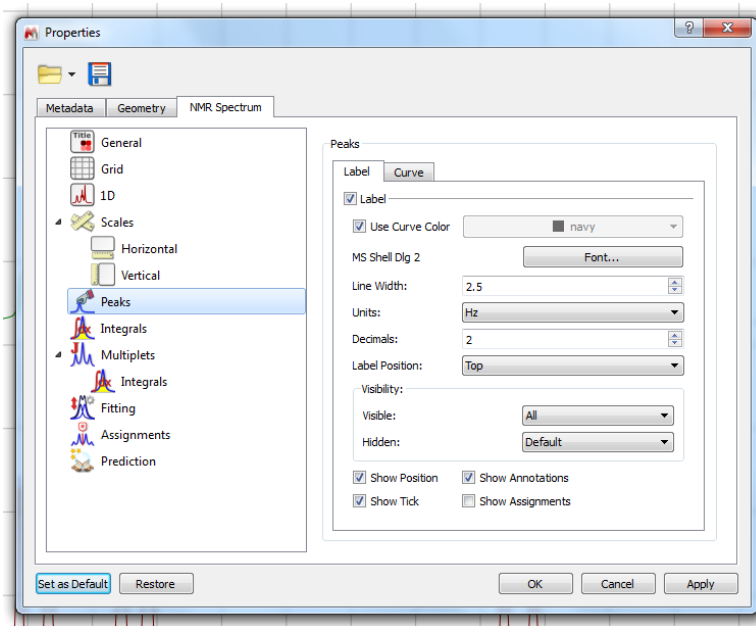 Properties
Metadata Geometry NMR Spectrum
Title
General
Grid
1D
Scales
Horizontal
Vertical
Peaks
Integrals
Multiplets
Integrals
Fitting
Assignments
Prediction
Peaks
Label Curve
Label
Use Curve Color navy
MS Shell Dlg 2 Font...
Line Width: 2.5
Units: Hz
Decimals: 2
Label Position: Top
Visibility:
Visible: All
Hidden: Default
Show Position Show Annotations
Show Tick Show Assignments
Set as Default Restore OK Cancel Apply